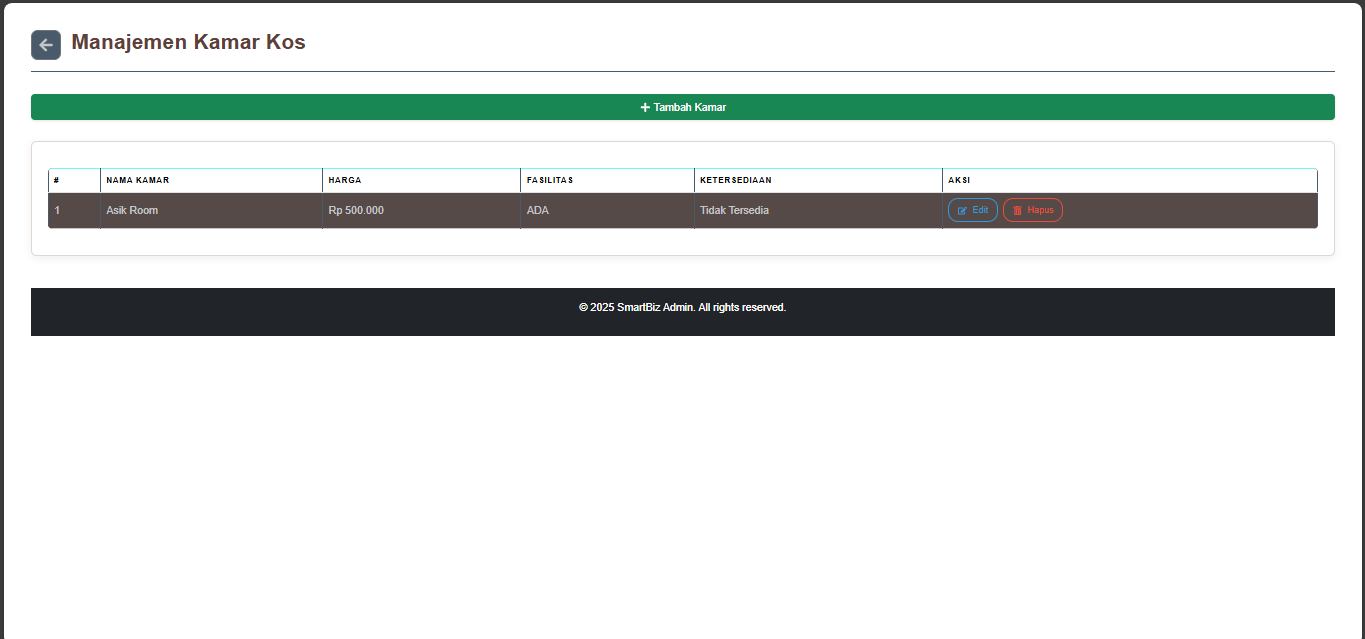 Manajemen Kamar Kos
+ Tambah Kamar
# NAMA KAMAR HARGA FASILITAS KETERSEDIAAN AKSI
1 Asik Room Rp 500.000 ADA Tidak Tersedia Edit Hapus
© 2025 SmartBiz Admin. All rights reserved.